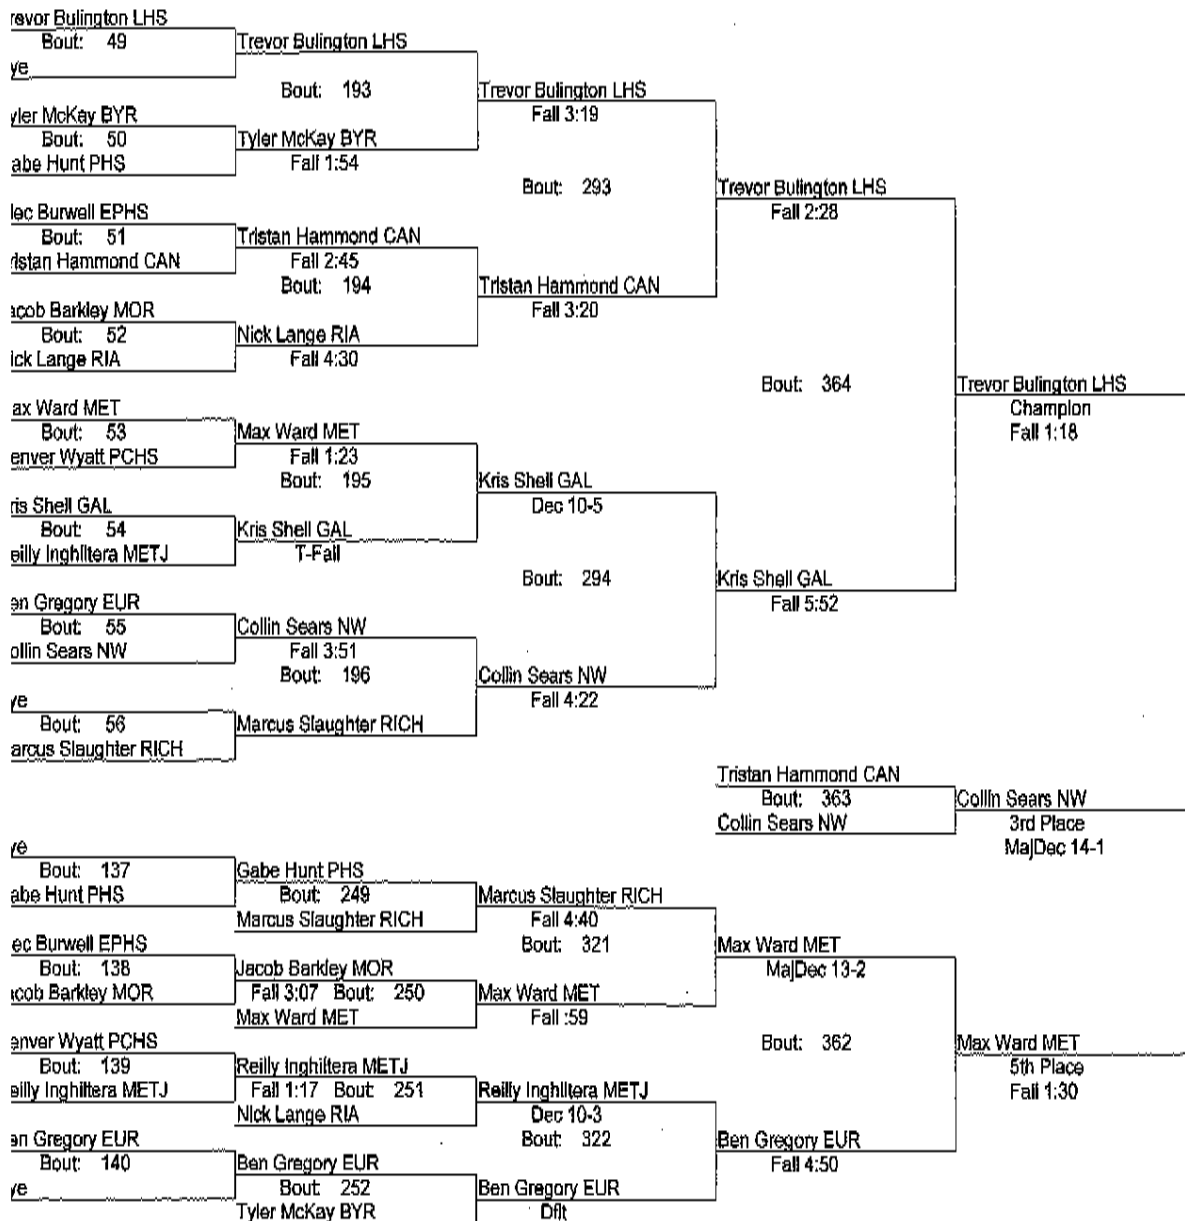 revor Bulington LHS
Bout: 49
ye
Trevor Bulington LHS
Bout: 193
Trevor Bulington LHS
Fall 3:19
yler McKay BYR
Bout: 50
abe Hunt PHS
Tyler McKay BYR
Fall 1:54
Bout: 293
Trevor Bulington LHS
Fall 2:28
lec Burwell EPHS
Bout: 51
ristan Hammond CAN
Tristan Hammond CAN
Fall 2:45
Bout: 194
Tristan Hammond CAN
Fall 3:20
acob Barkley MOR
Bout: 52
ick Lange RIA
Nick Lange RIA
Fall 4:30
Bout: 364
Trevor Bulington LHS
Champion
Fall 1:18
ax Ward MET
Bout: 53
enver Wyatt PCHS
Max Ward MET
Fall 1:23
Bout: 195
Kris Shell GAL
Dec 10-5
ris Shell GAL
Bout: 54
eilly Inghiltera METJ
Kris Shell GAL
T-Fall
Bout: 294
Kris Shell GAL
Fall 5:52
en Gregory EUR
Bout: 55
ollin Sears NW
Collin Sears NW
Fall 3:51
Bout: 196
Collin Sears NW
Fall 4:22
ye
Bout: 56
arcus Slaughter RICH
Marcus Slaughter RICH
Tristan Hammond CAN
Bout: 363
Collin Sears NW
Collin Sears NW
3rd Place
MajDec 14-1
ye
Bout: 137
abe Hunt PHS
Gabe Hunt PHS
Bout: 249
Marcus Slaughter RICH
Marcus Slaughter RICH
Fall 4:40
Bout: 321
Max Ward MET
MajDec 13-2
ec Burwell EPHS
Bout: 138
acob Barkley MOR
Jacob Barkley MOR
Fall 3:07 Bout: 250
Max Ward MET
Max Ward MET
Fall :59
Bout: 362
Max Ward MET
5th Place
Fall 1:30
enver Wyatt PCHS
Bout: 139
eilly Inghiltera METJ
Reilly Inghiltera METJ
Fall 1:17 Bout: 251
Nick Lange RIA
Reilly Inghiltera METJ
Dec 10-3
Bout: 322
Ben Gregory EUR
Fall 4:50
en Gregory EUR
Bout: 140
ye
Ben Gregory EUR
Bout: 252
Tyler McKay BYR
Ben Gregory EUR
Dflt